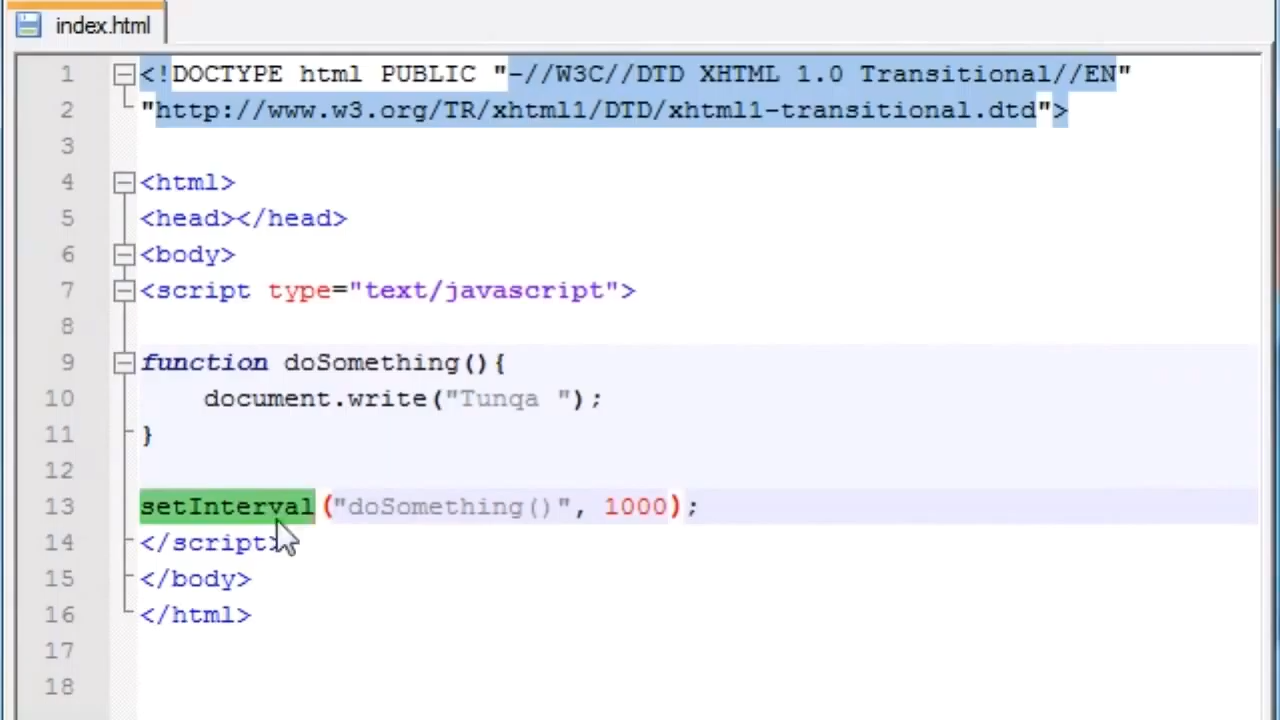 index.html
1 <!DOCTYPE html PUBLIC "-//W3C//DTD XHTML 1.0 Transitional//EN"
2 "http://www.w3.org/TR/xhtml1/DTD/xhtml1-transitional.dtd">
3
4 <html>
5 <head></head>
6 <body>
7 <script type="text/javascript">
8
9 function doSomething(){
10 document.write("Tunqa ");
11 }
12
13 setInterval("doSomething()", 1000);
14 </script>
15 </body>
16 </html>
17
18